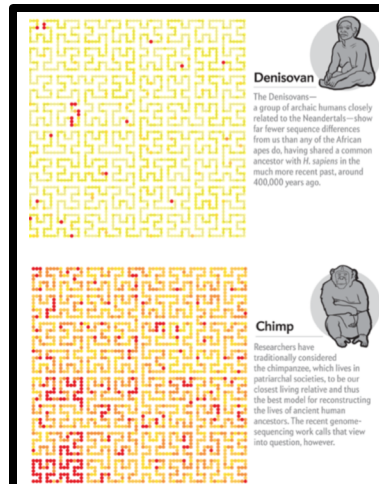 Denisovan
The Denisovans—
a group of archaic humans closely
related to the Neandertals—show
far fewer sequence differences
from us than any of the African
apes do, having shared a common
ancestor with H. sapiens in the
much more recent past, around
400,000 years ago.
Chimp
Researchers have
traditionally considered
the chimpanzee, which lives in
patriarchal societies, to be our
closest living relative and thus
the best model for reconstructing
the lives of ancient human
ancestors. The recent genome-
sequencing work calls that view
into question, however.